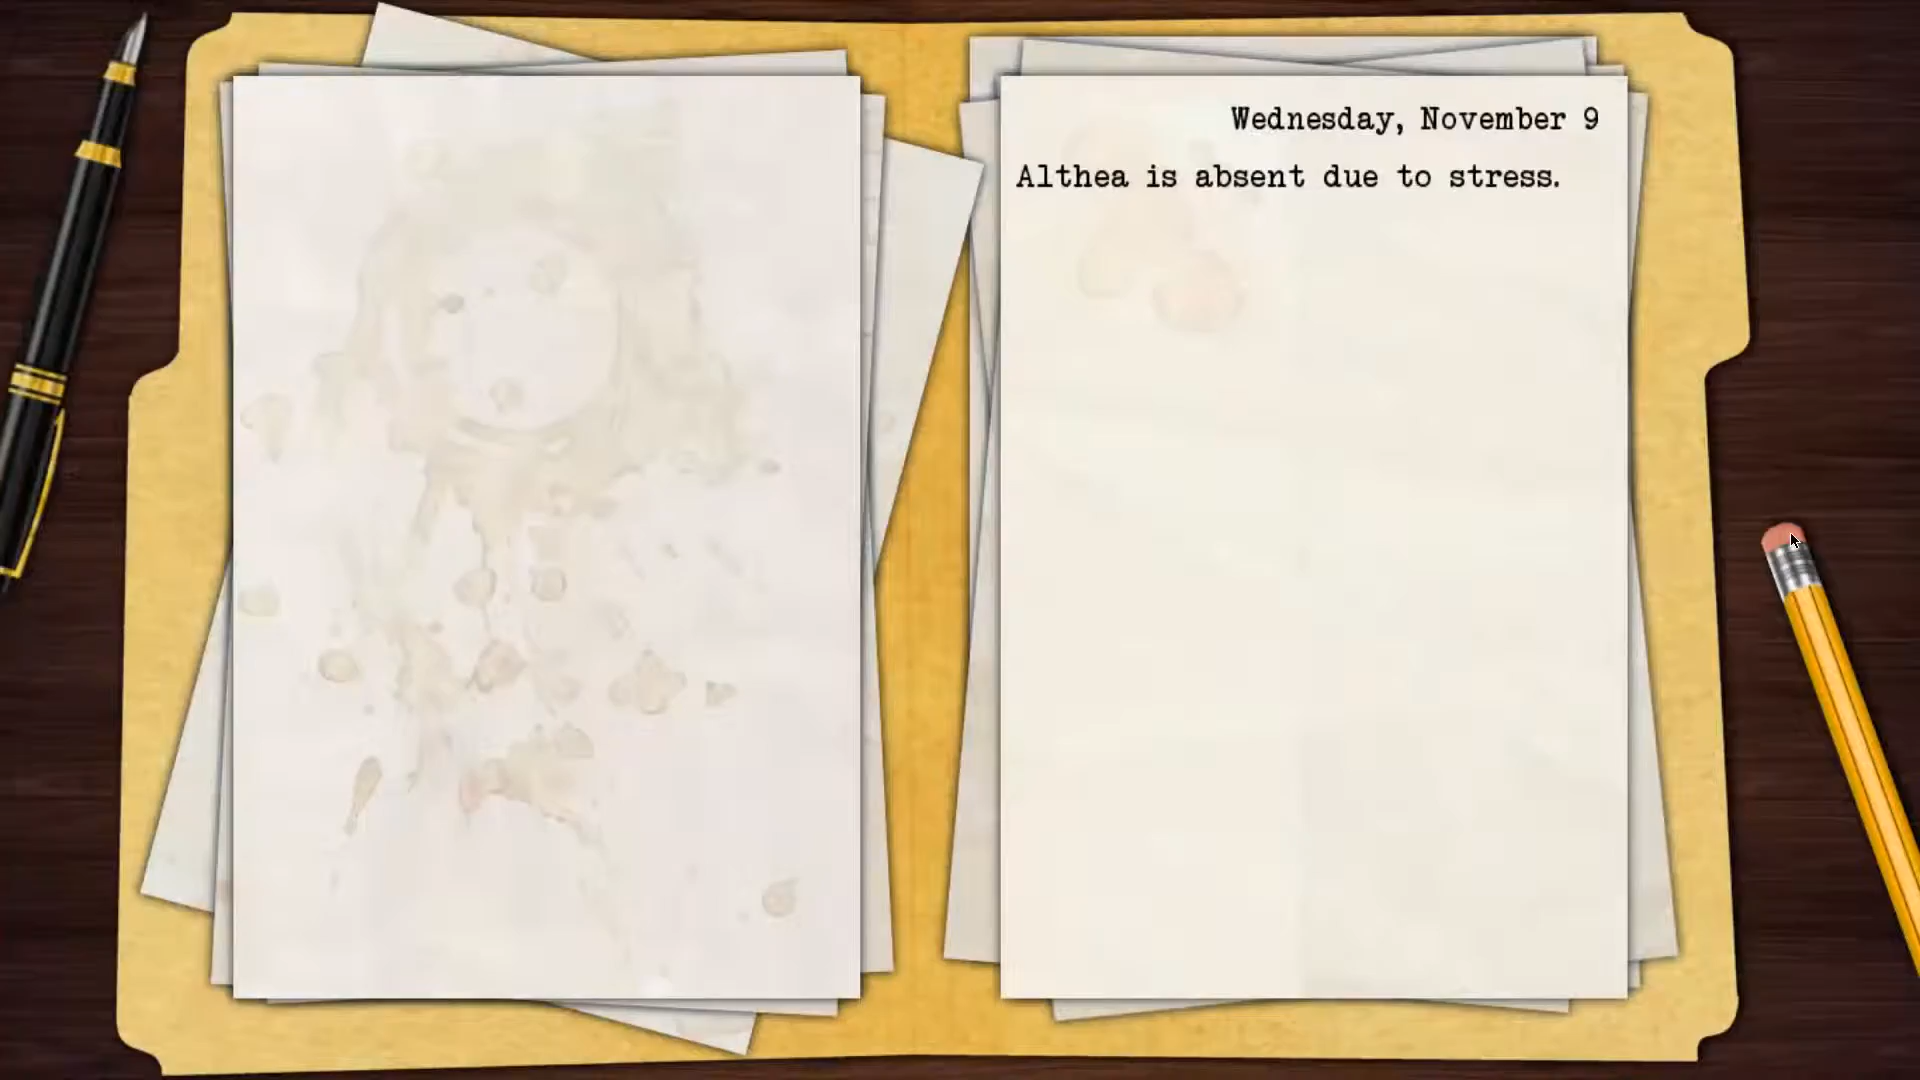 Wednesday, November 9
Althea is absent due to stress.